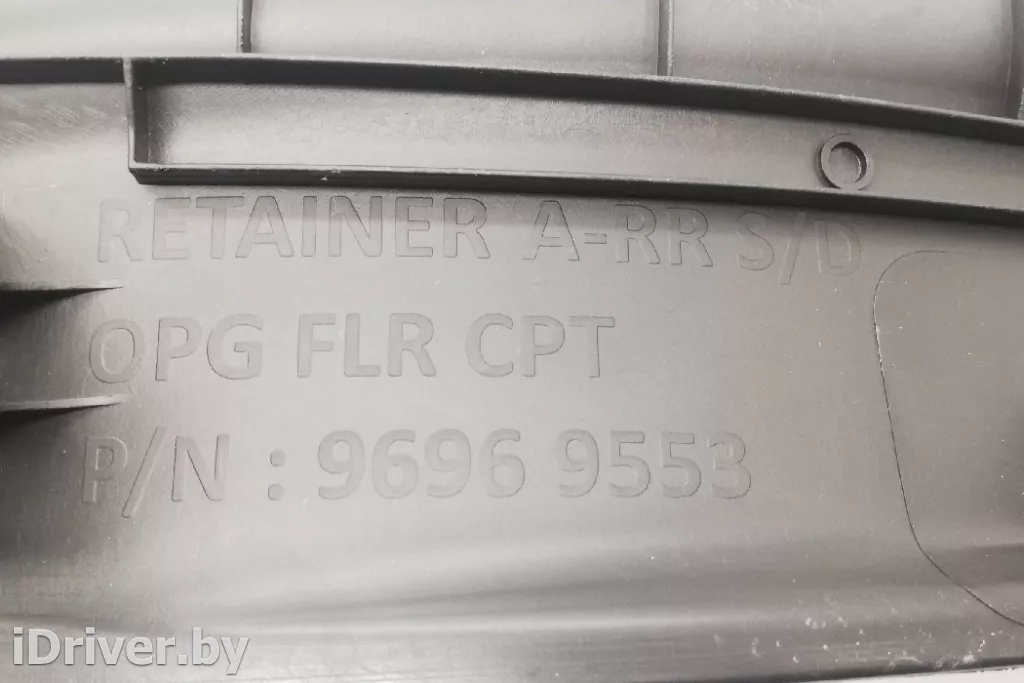 RETAINER A-RR S/D
OPG FLR CPT
P/N : 9696 9553
iDriver.by